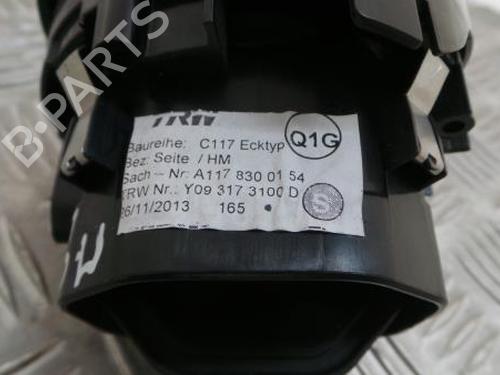 B-PARTS
TRW
Baureihe: C117 Ecktyp Q1G
Bez: Seite / HM
Sach - Nr: A117 830 01 54
TRW Nr.: Y09 317 3100 D S
26/11/2013 165